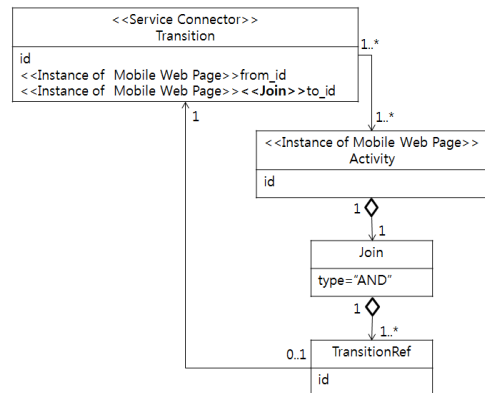 <<Service Connector>>
Transition
id
<<Instance of Mobile Web Page>>from_id
<<Instance of Mobile Web Page>><<Join>>to_id
1..*
1
1..*
<<Instance of Mobile Web Page>>
Activity
id
1
1
Join
type="AND"
1
1..*
0..1
TransitionRef
id